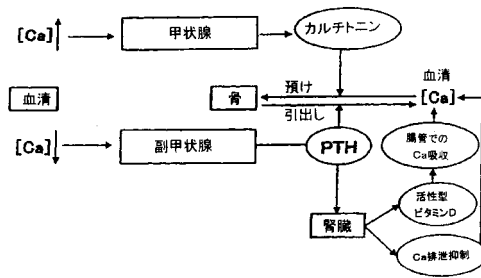 [Ca]↑
甲状腺
カルチトニン
血清
骨
預け
引出し
血清
[Ca]
[Ca]↓
副甲状腺
PTH
腸管での
Ca吸収
腎臓
活性型
ビタミンD
Ca排泄抑制